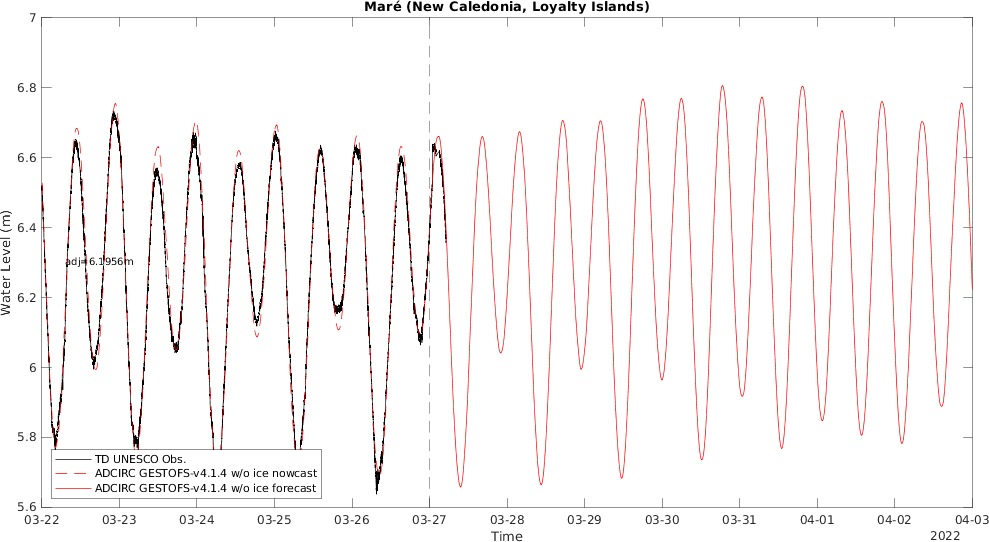 Maré (New Caledonia, Loyalty Islands)
7
6.8
6.6
6.4
6.2
6
5.8
5.6
Water Level (m)
adj=6.1956m
TD UNESCO Obs.
ADCIRC GESTOFS-v4.1.4 w/o ice nowcast
ADCIRC GESTOFS-v4.1.4 w/o ice forecast
03-22 03-23 03-24 03-25 03-26 03-27 03-28 03-29 03-30 03-31 04-01 04-02 04-03
Time
2022